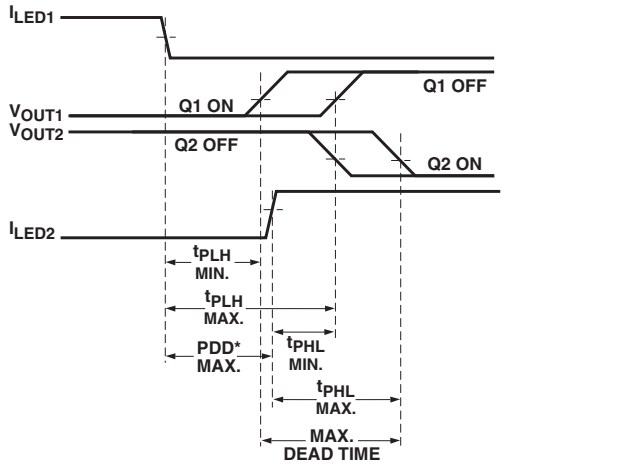 ILED1
Q1 OFF
VOUT1
Q1 ON
VOUT2
Q2 OFF
Q2 ON
ILED2
tPLH
MIN.
tPLH
MAX.
tPHL
MIN.
PDD*
MAX.
tPHL
MAX.
MAX.
DEAD TIME